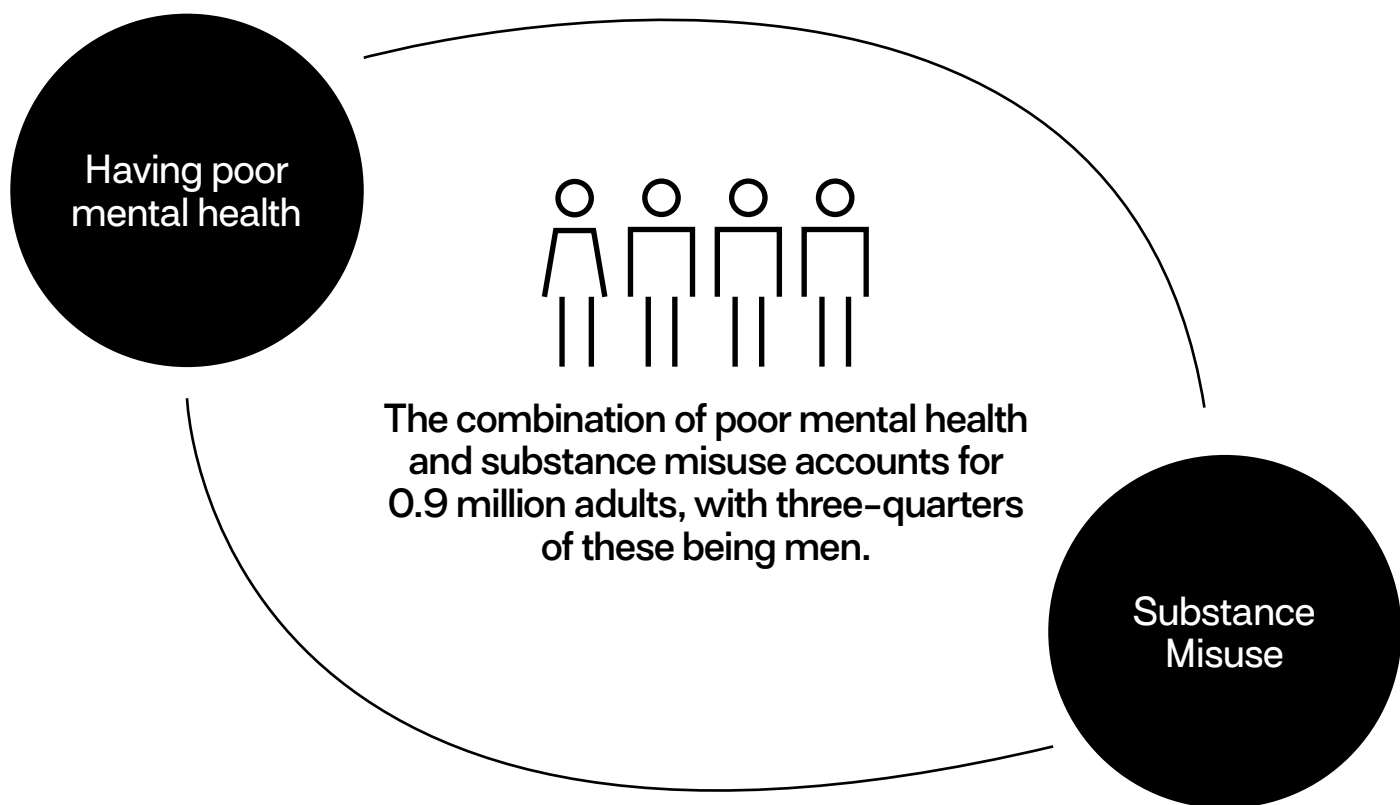 Having poor
mental health
The combination of poor mental health
and substance misuse accounts for
0.9 million adults, with three-quarters
of these being men.
Substance
Misuse